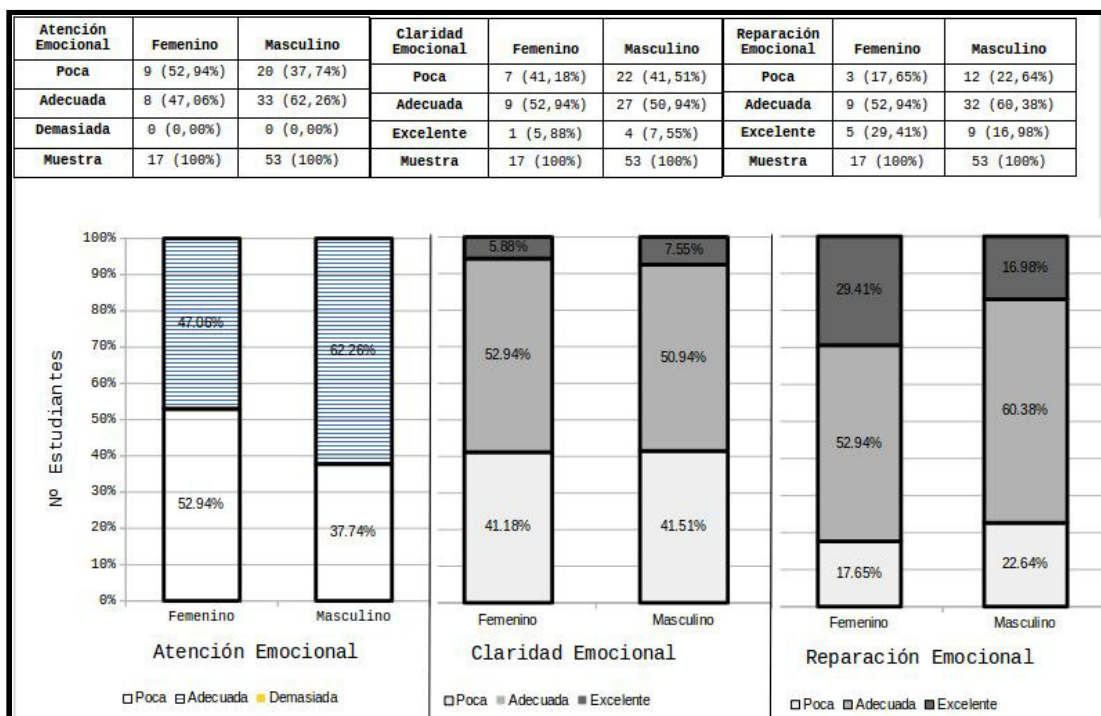 Atención Emocional Femenino Masculino
Poca 9 (52,94%) 20 (37,74%)
Adecuada 8 (47,06%) 33 (62,26%)
Demasiada 0 (0,00%) 0 (0,00%)
Muestra 17 (100%) 53 (100%)
Claridad Emocional Femenino Masculino
Poca 7 (41,18%) 22 (41,51%)
Adecuada 9 (52,94%) 27 (50,94%)
Excelente 1 (5,88%) 4 (7,55%)
Muestra 17 (100%) 53 (100%)
Reparación Emocional Femenino Masculino
Poca 3 (17,65%) 12 (22,64%)
Adecuada 9 (52,94%) 32 (60,38%)
Excelente 5 (29,41%) 9 (16,98%)
Muestra 17 (100%) 53 (100%)
Nº Estudiantes
100%
90%
80%
70%
60%
50%
40%
30%
20%
10%
0%
47.06%
62.26%
52.94%
37.74%
Femenino Masculino
Atención Emocional
Poca Adecuada Demasiada
5.88% 7.55%
52.94% 50.94%
41.18% 41.51%
Femenino Masculino
Claridad Emocional
Poca Adecuada Excelente
29.41% 16.98%
52.94% 60.38%
17.65% 22.64%
Femenino Masculino
Reparación Emocional
Poca Adecuada Excelente